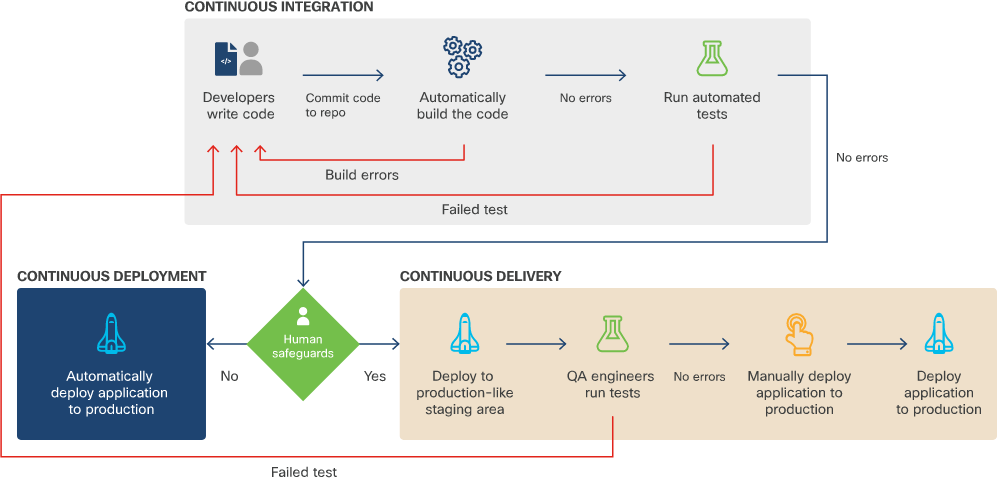 CONTINUOUS INTEGRATION
</>
Developers
write code
Commit code
to repo
Automatically
build the code
No errors
Run automated
tests
Build errors
Failed test
No errors
CONTINUOUS DEPLOYMENT
Automatically
deploy application
to production
No
Human
safeguards
Yes
CONTINUOUS DELIVERY
Deploy to
production-like
staging area
QA engineers
run tests
No errors
Manually deploy
application to
production
Deploy
application
to production
Failed test